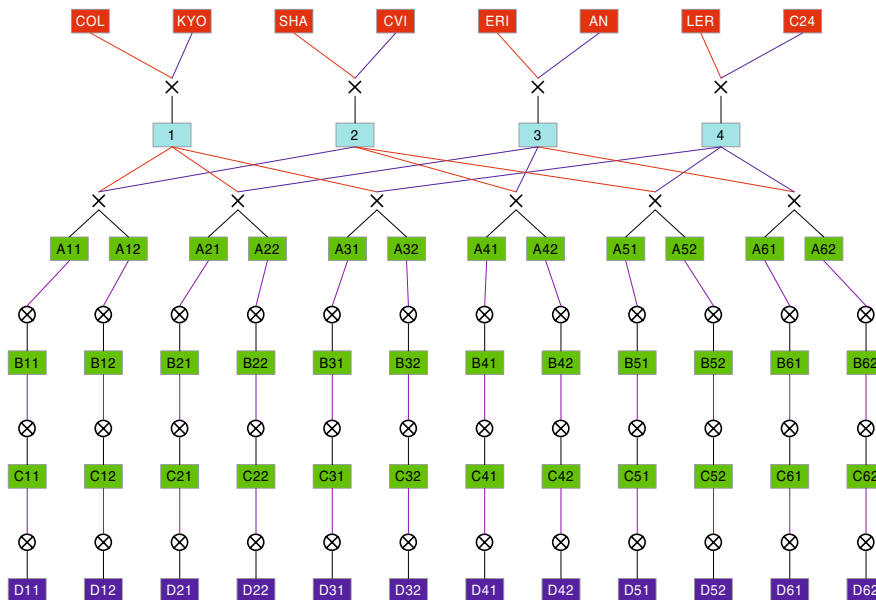 COL KYO SHA CVI ERI AN LER C24
1 2 3 4
A11 A12 A21 A22 A31 A32 A41 A42 A51 A52 A61 A62
B11 B12 B21 B22 B31 B32 B41 B42 B51 B52 B61 B62
C11 C12 C21 C22 C31 C32 C41 C42 C51 C52 C61 C62
D11 D12 D21 D22 D31 D32 D41 D42 D51 D52 D61 D62